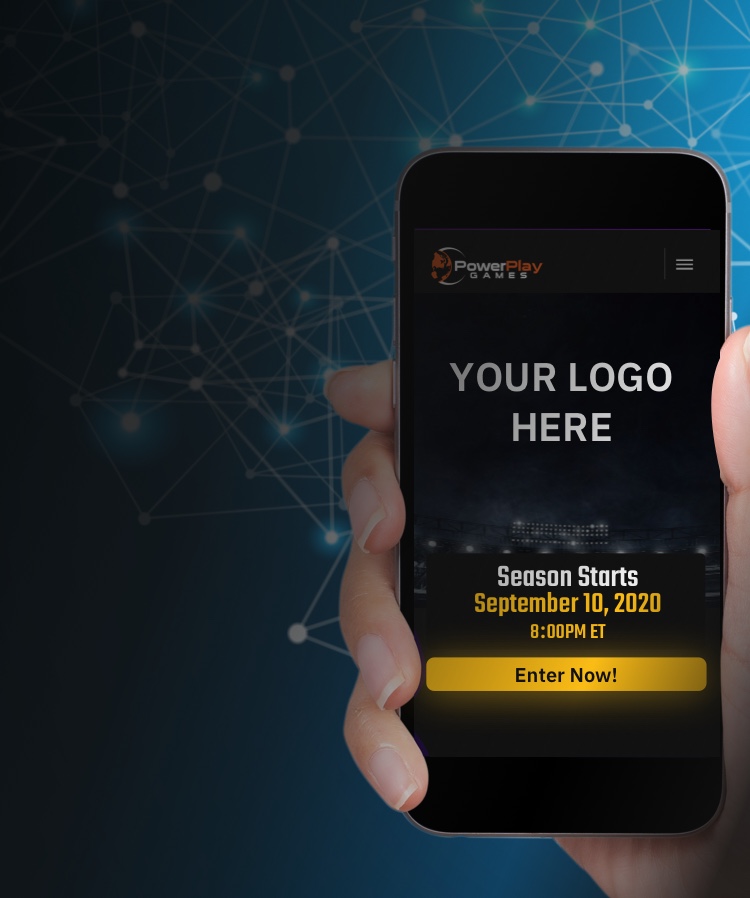 PowerPlay
GAMES
YOUR LOGO
HERE
Season Starts
September 10, 2020
8:00PM ET
Enter Now!